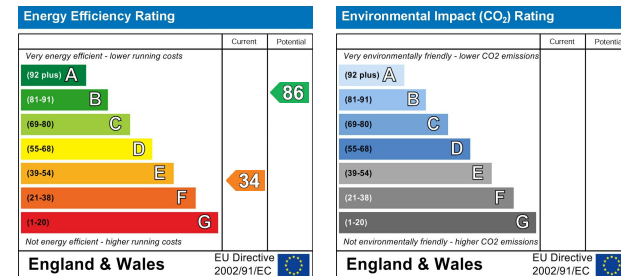 Energy Efficiency Rating
Current Potential
Very energy efficient - lower running costs
(92 plus) A
(81-91) B
86
(69-80) C
(55-68) D
(39-54) E
34
(21-38) F
(1-20) G
Not energy efficient - higher running costs
England & Wales
EU Directive
2002/91/EC
Environmental Impact (CO₂) Rating
Current Potentia
Very environmentally friendly - lower CO2 emissions
(92 plus) A
(81-91) B
(69-80) C
(55-68) D
(39-54) E
(21-38) F
(1-20) G
Not environmentally friendly - higher CO2 emissions
England & Wales
EU Directive
2002/91/EC